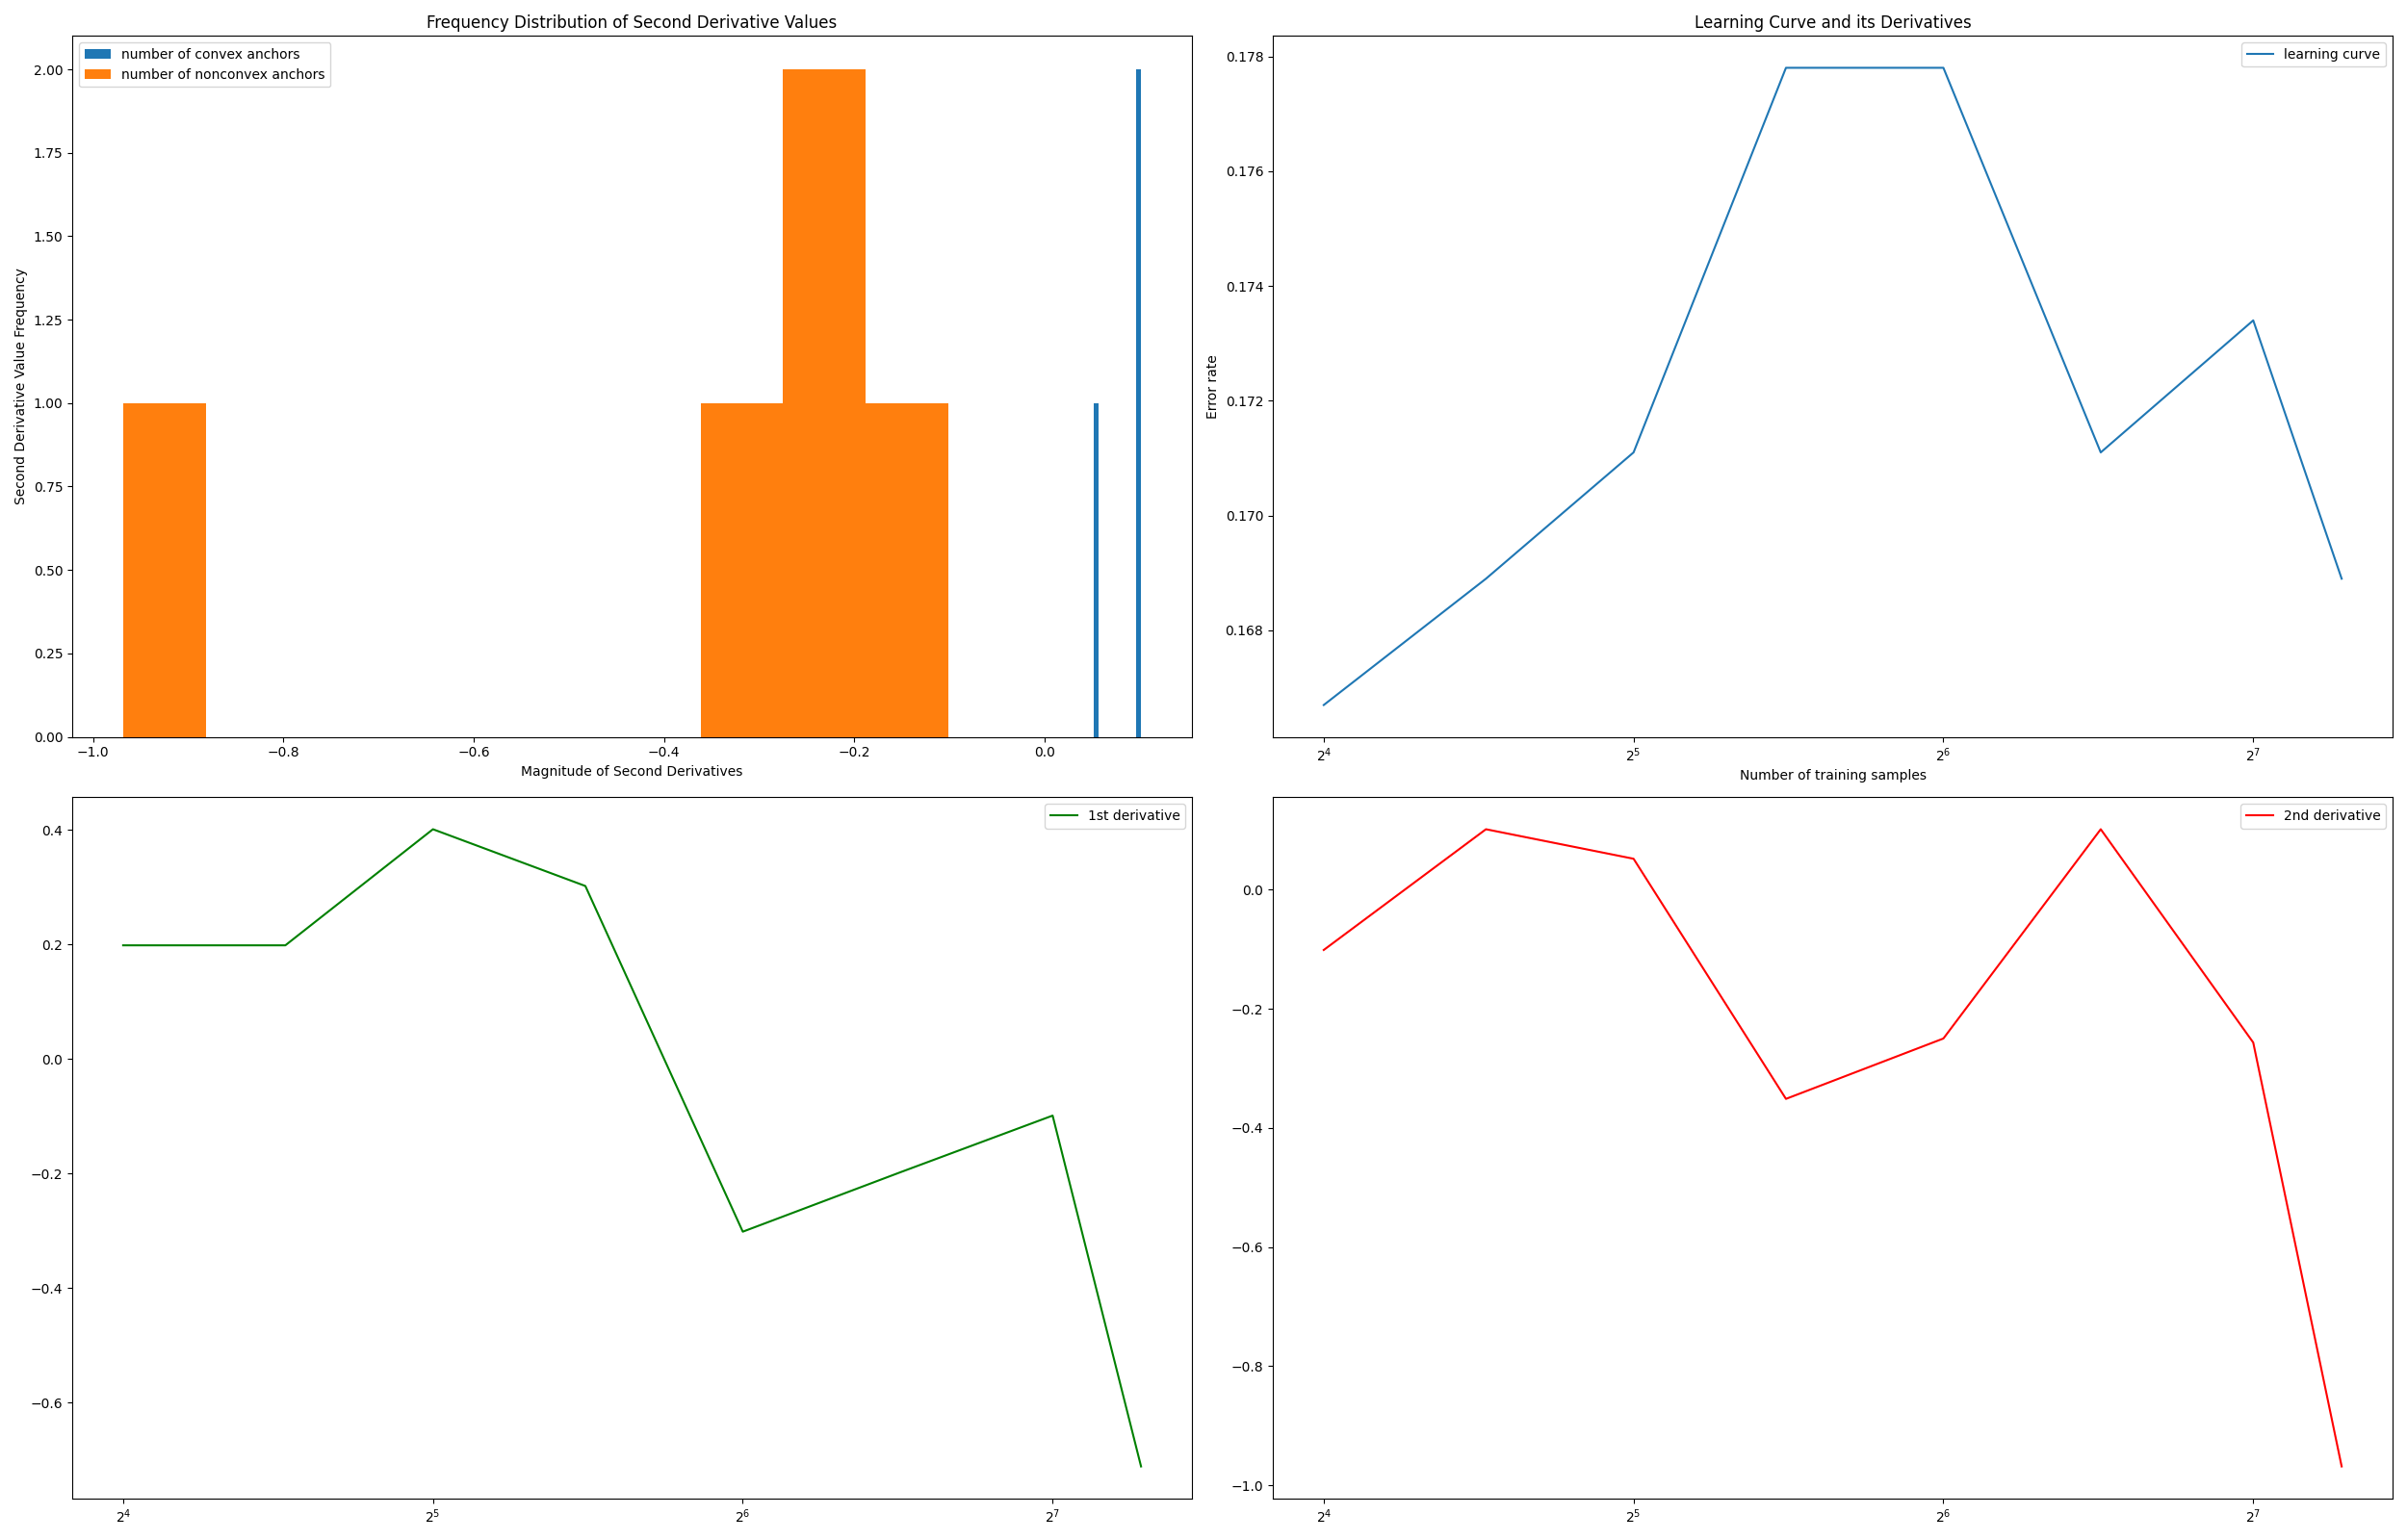 Frequency Distribution of Second Derivative Values
number of convex anchors
number of nonconvex anchors
Second Derivative Value Frequency
2.00
1.75
1.50
1.25
1.00
0.75
0.50
0.25
0.00
−1.0 −0.8 −0.6 −0.4 −0.2 0.0
Magnitude of Second Derivatives
Learning Curve and its Derivatives
learning curve
Error rate
0.178
0.176
0.174
0.172
0.170
0.168
2⁴ 2⁵ 2⁶ 2⁷
Number of training samples
1st derivative
0.4
0.2
0.0
−0.2
−0.4
−0.6
2⁴ 2⁵ 2⁶ 2⁷
2nd derivative
0.0
−0.2
−0.4
−0.6
−0.8
−1.0
2⁴ 2⁵ 2⁶ 2⁷